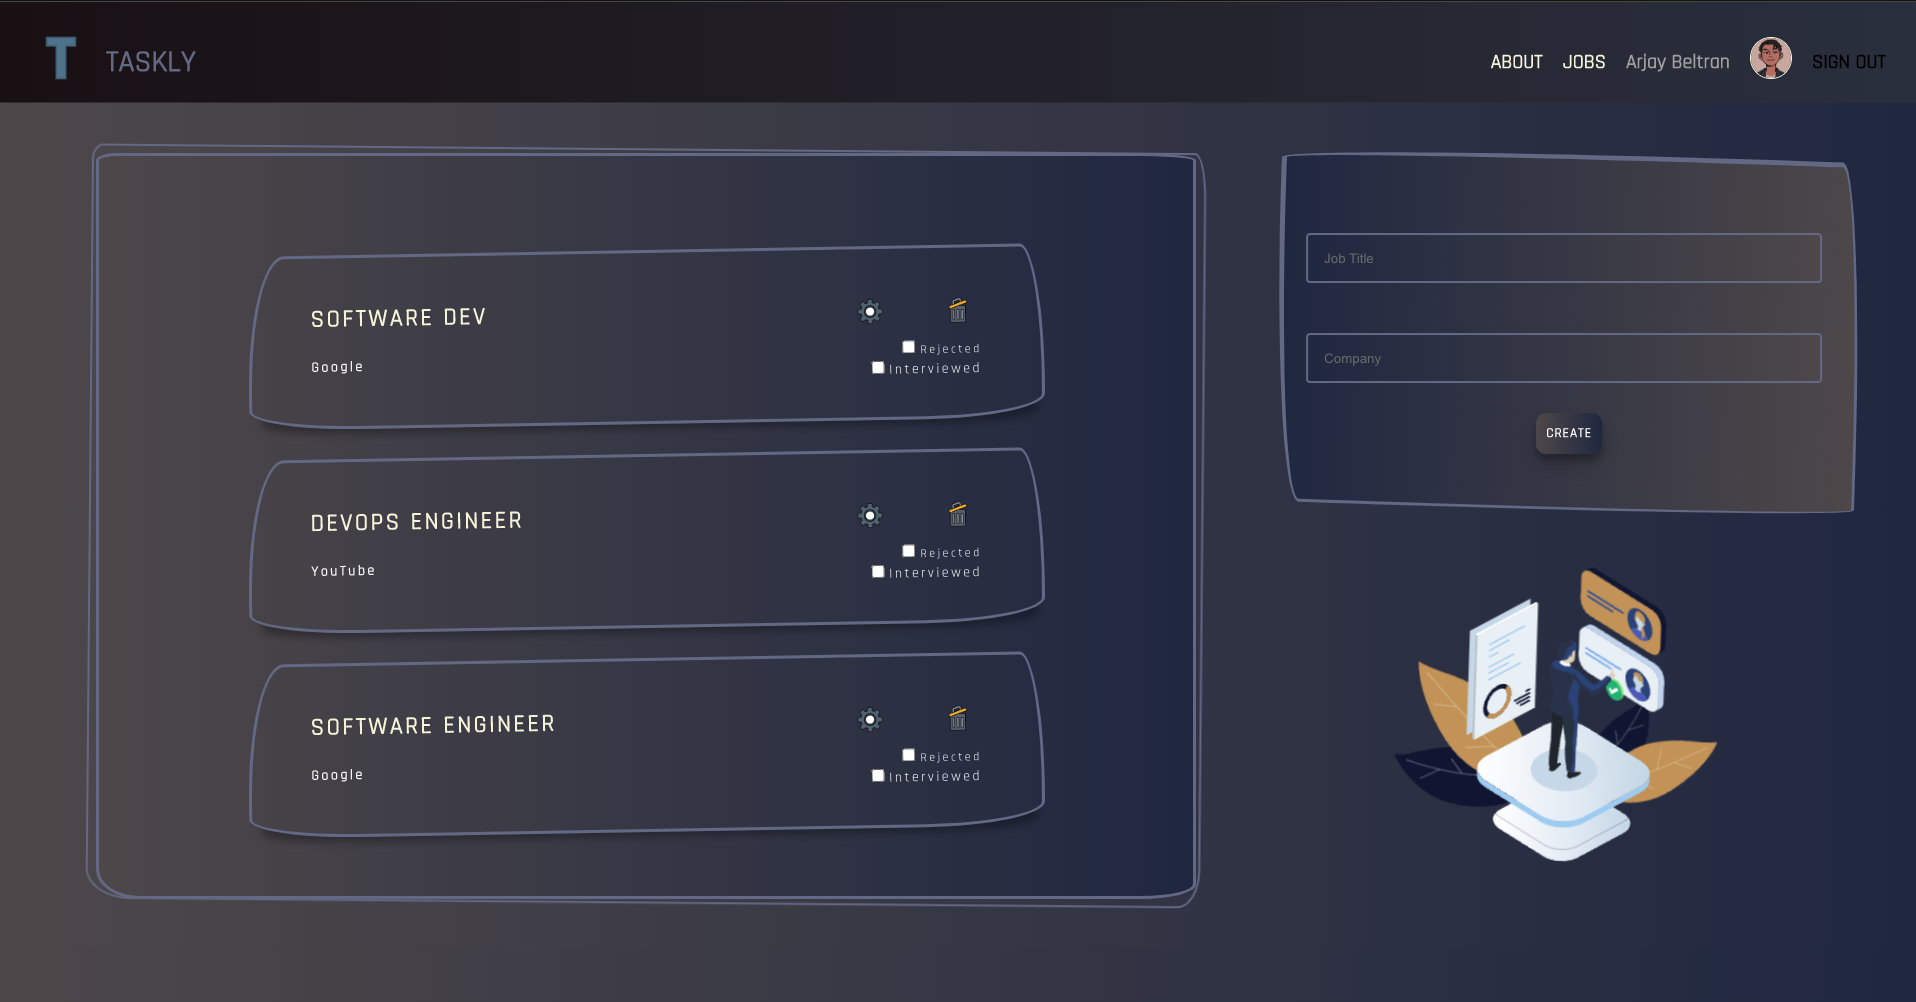 T TASKLY
ABOUT JOBS Arjay Beltran SIGN OUT
SOFTWARE DEV
Google
Rejected
Interviewed
DEVOPS ENGINEER
YouTube
Rejected
Interviewed
SOFTWARE ENGINEER
Google
Rejected
Interviewed
Job Title
Company
CREATE